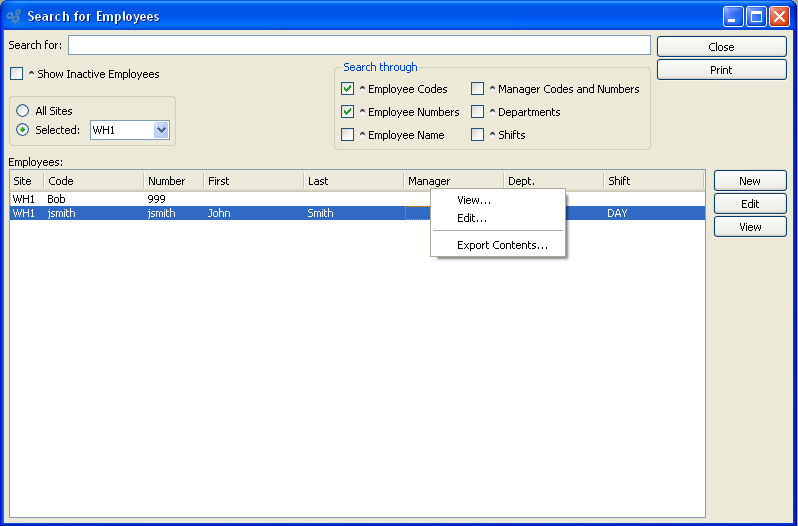 Search for Employees
Search for:
Close
Print
^ Show Inactive Employees
Search through
^ Employee Codes
^ Manager Codes and Numbers
^ Employee Numbers
^ Departments
^ Employee Name
^ Shifts
All Sites
Selected: WH1
Employees:
Site Code Number First Last Manager Dept. Shift
WH1 Bob 999
WH1 jsmith jsmith John Smith DAY
View...
Edit...
Export Contents...
New
Edit
View